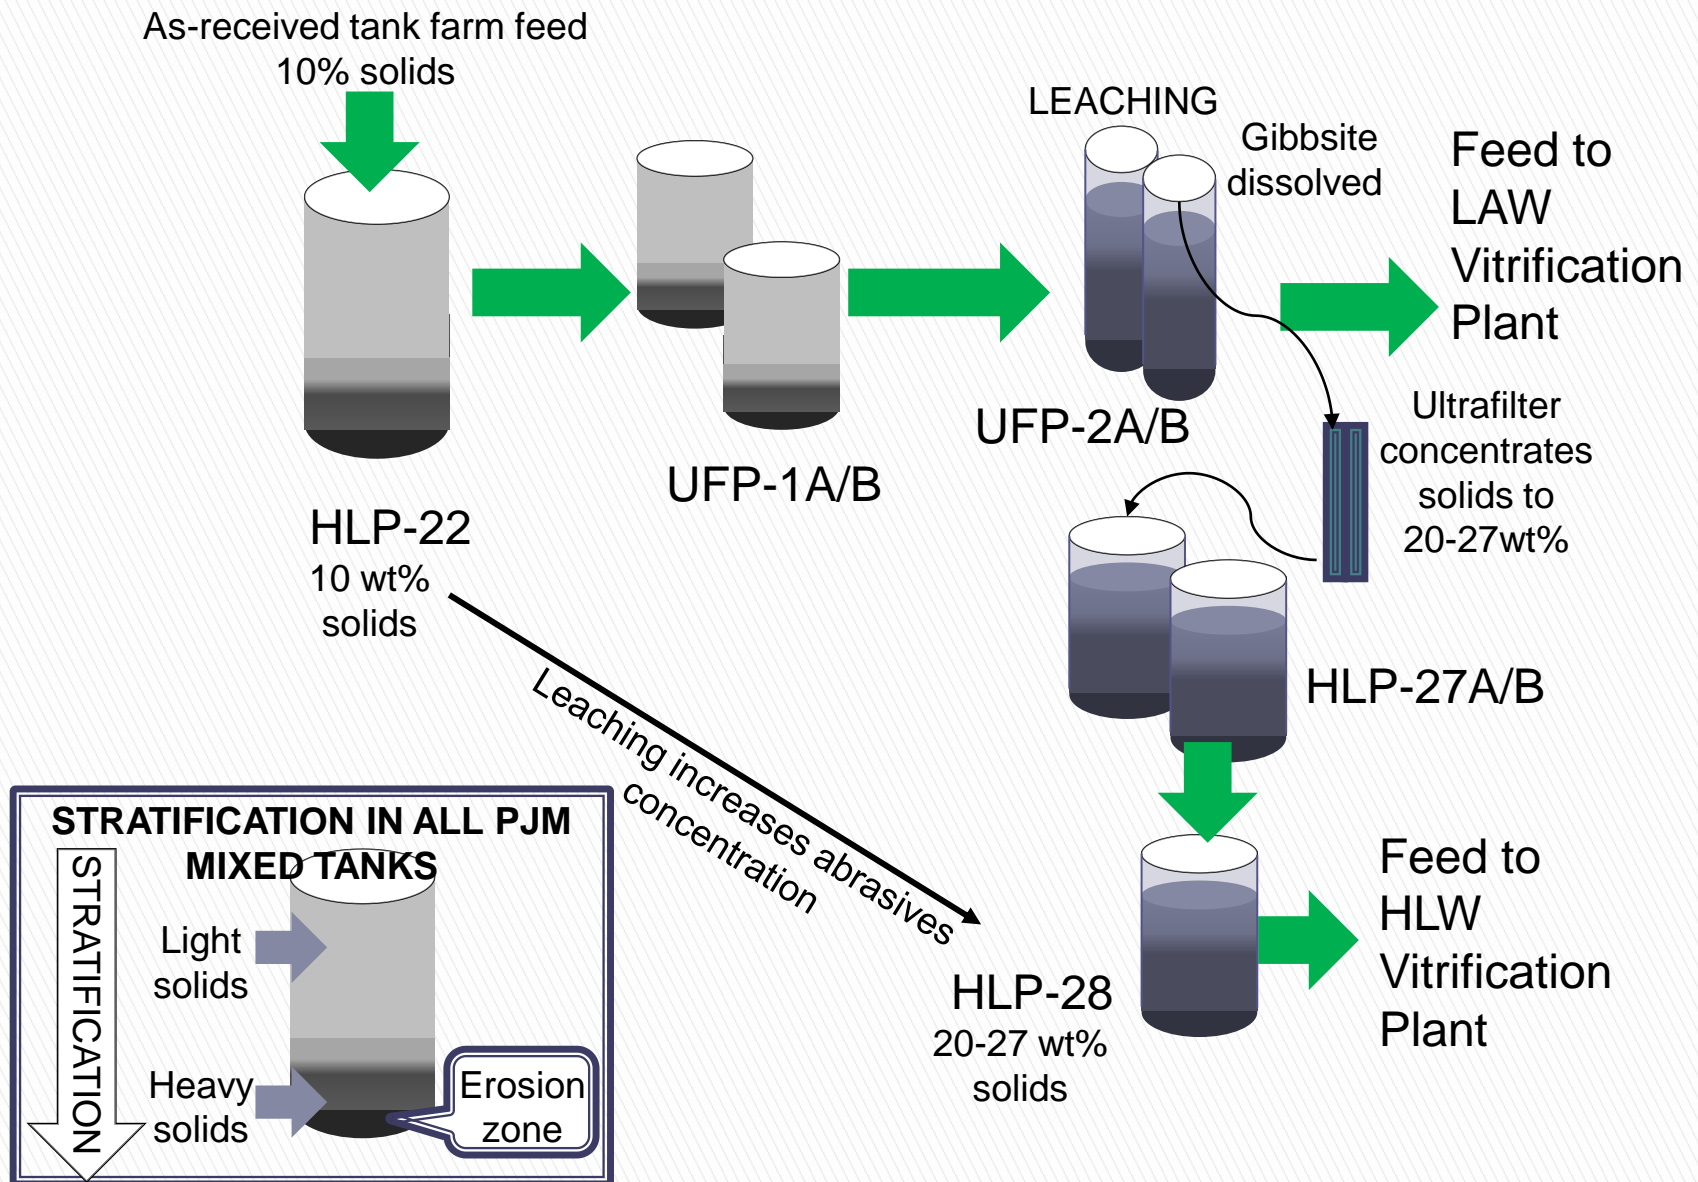 As-received tank farm feed
10% solids
LEACHING
Gibbsite
dissolved
Feed to
LAW
Vitrification
Plant
UFP-2A/B
UFP-1A/B
Ultrafilter
concentrates
solids to
20-27wt%
HLP-22
10 wt%
solids
HLP-27A/B
Leaching increases abrasives
concentration
STRATIFICATION IN ALL PJM
MIXED TANKS
STRATIFICATION
Light
solids
Heavy
solids
Erosion
zone
HLP-28
20-27 wt%
solids
Feed to
HLW
Vitrification
Plant